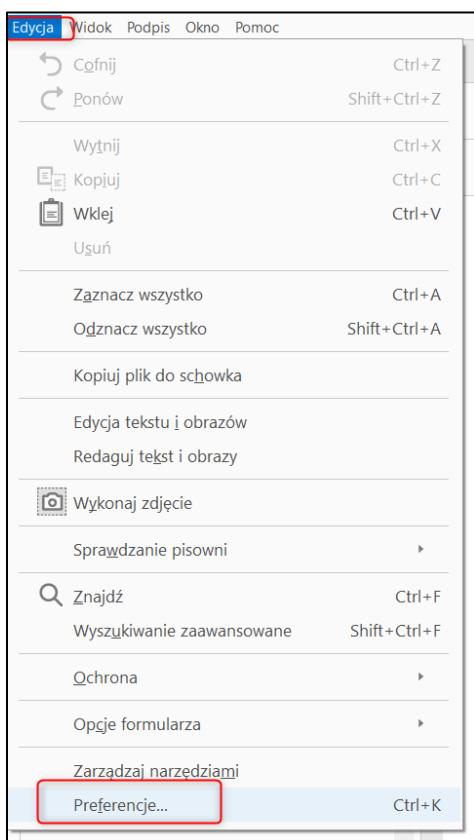 Edycja Widok Podpis Okno Pomoc
Cofnij Ctrl+Z
Ponów Shift+Ctrl+Z
Wytnij Ctrl+X
Kopiuj Ctrl+C
Wklej Ctrl+V
Usuń
Zaznacz wszystko Ctrl+A
Odznacz wszystko Shift+Ctrl+A
Kopiuj plik do schowka
Edycja tekstu i obrazów
Redaguj tekst i obrazy
Wykonaj zdjęcie
Sprawdzanie pisowni
Znajdź Ctrl+F
Wyszukiwanie zaawansowane Shift+Ctrl+F
Ochrona
Opcje formularza
Zarządzaj narzędziami
Preferencje... Ctrl+K